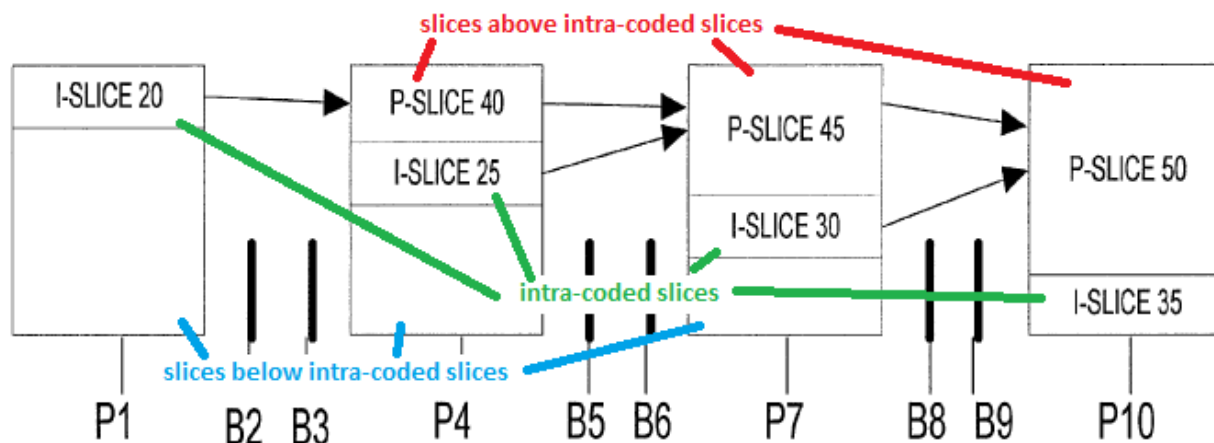 slices above intra-coded slices
I-SLICE 20
P-SLICE 40
I-SLICE 25
P-SLICE 45
I-SLICE 30
P-SLICE 50
I-SLICE 35
intra-coded slices
slices below intra-coded slices
P1
B2
B3
P4
B5
B6
P7
B8
B9
P10